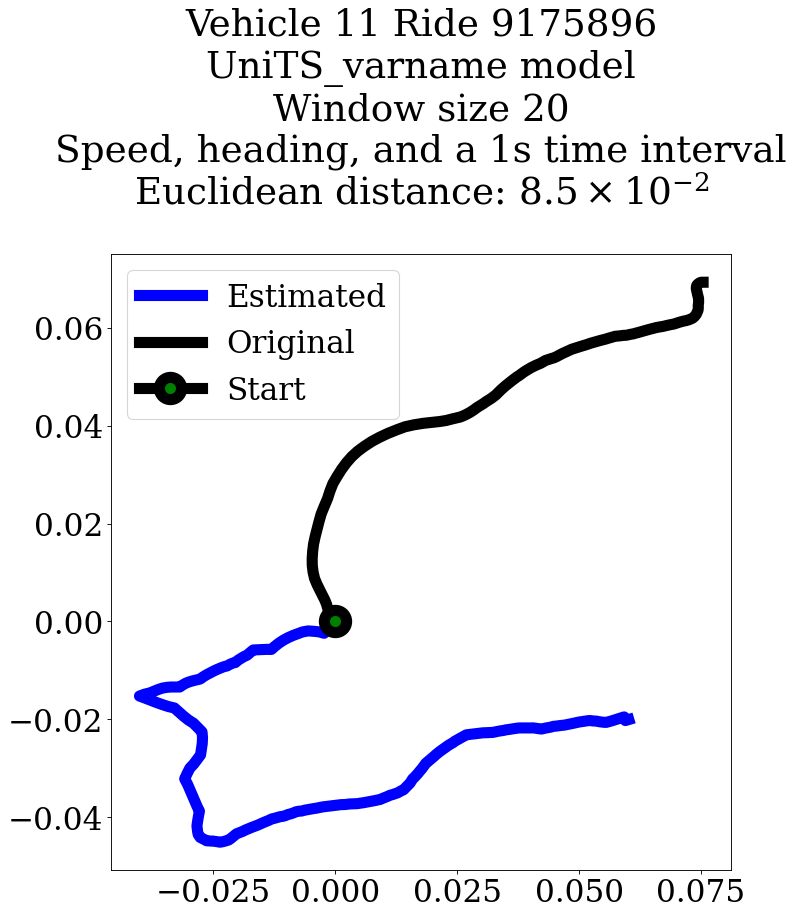 Vehicle 11 Ride 9175896
UniTS_varname model
Window size 20
Speed, heading, and a 1s time interval
Euclidean distance: 8.5 × 10⁻²
Estimated
Original
Start
0.06
0.04
0.02
0.00
−0.02
−0.04
−0.025 0.000 0.025 0.050 0.075